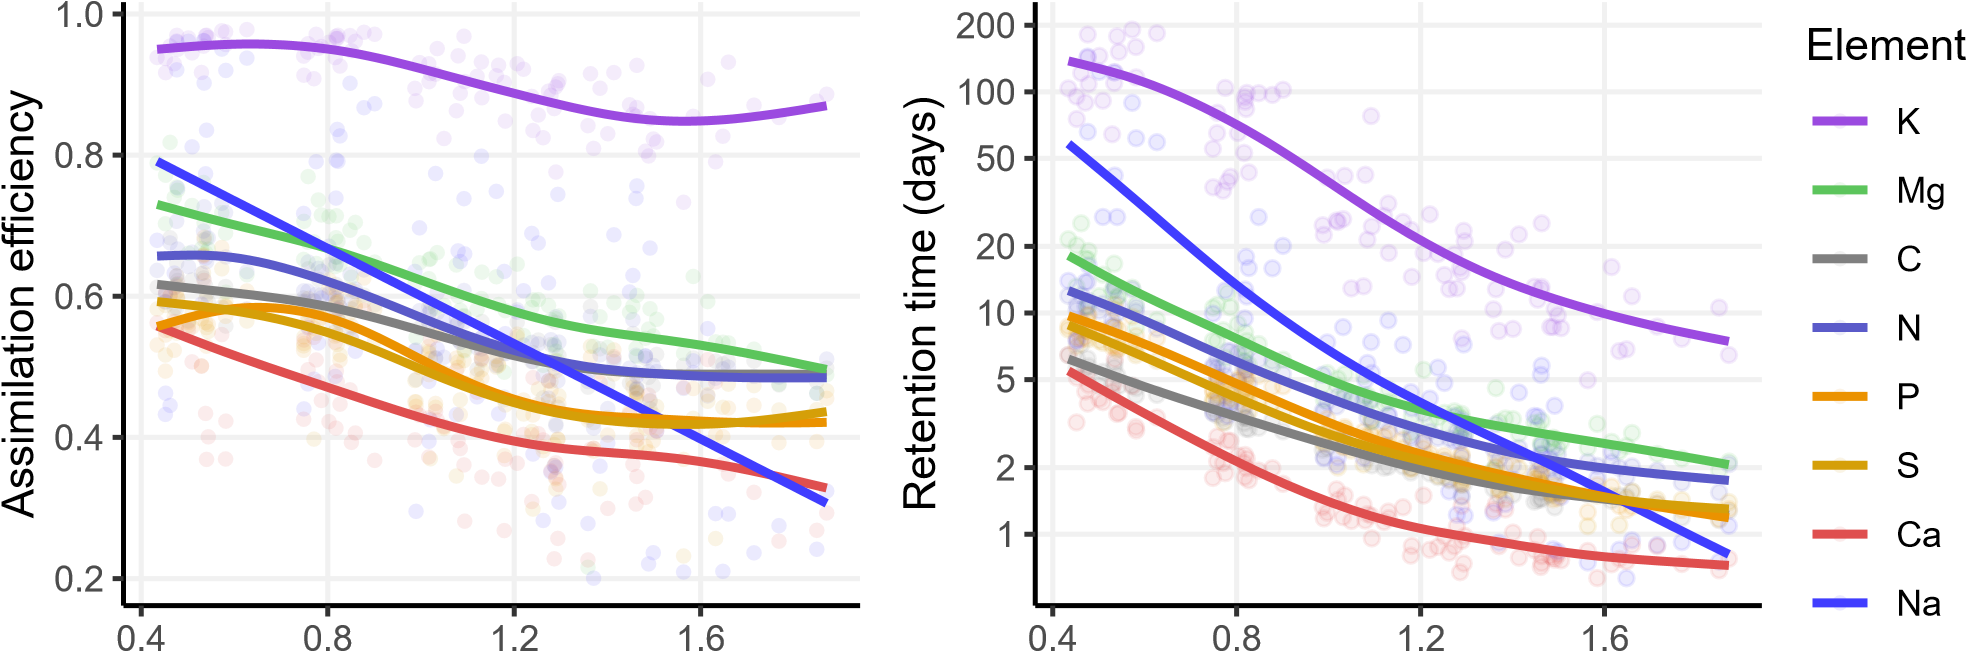 Assimilation efficiency
1.0
0.8
0.6
0.4
0.2
0.4 0.8 1.2 1.6
Retention time (days)
200
100
50
20
10
5
2
1
0.4 0.8 1.2 1.6
Element
K
Mg
C
N
P
S
Ca
Na